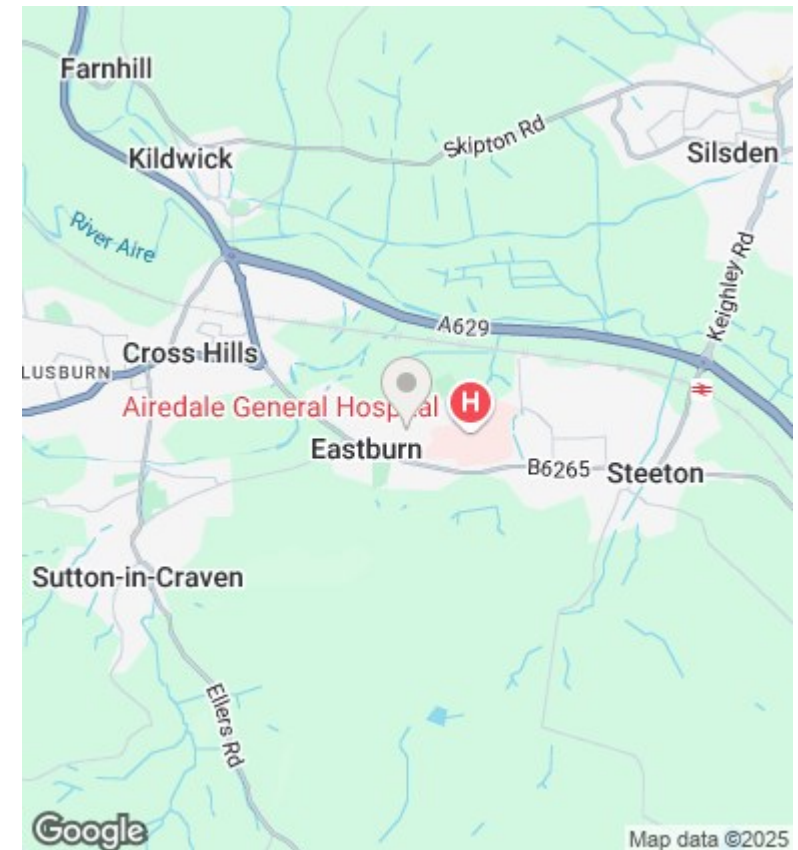 Farnhill
Kildwick
Skipton Rd
Silsden
River Aire
Keighley Rd
A629
Cross Hills
LUSBURN
Airedale General Hospital
H
Eastburn
B6265
Steeton
Sutton-in-Craven
Ellers Rd
Google
Map data ©2025